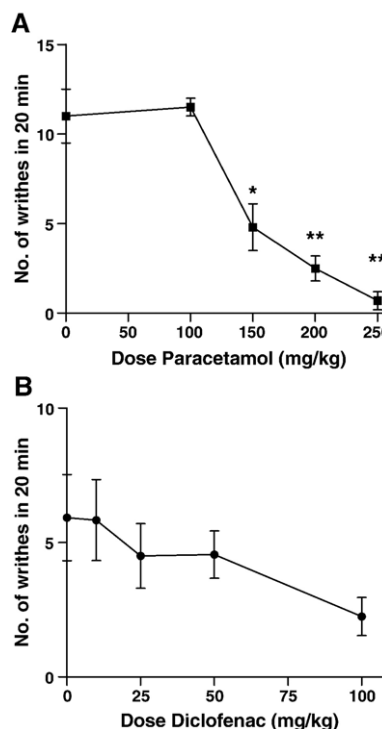 A
No. of writhes in 20 min
15
10
5
0
*
**
**
0 50 100 150 200 250
Dose Paracetamol (mg/kg)
B
No. of writhes in 20 min
10
5
0
0 25 50 75 100
Dose Diclofenac (mg/kg)